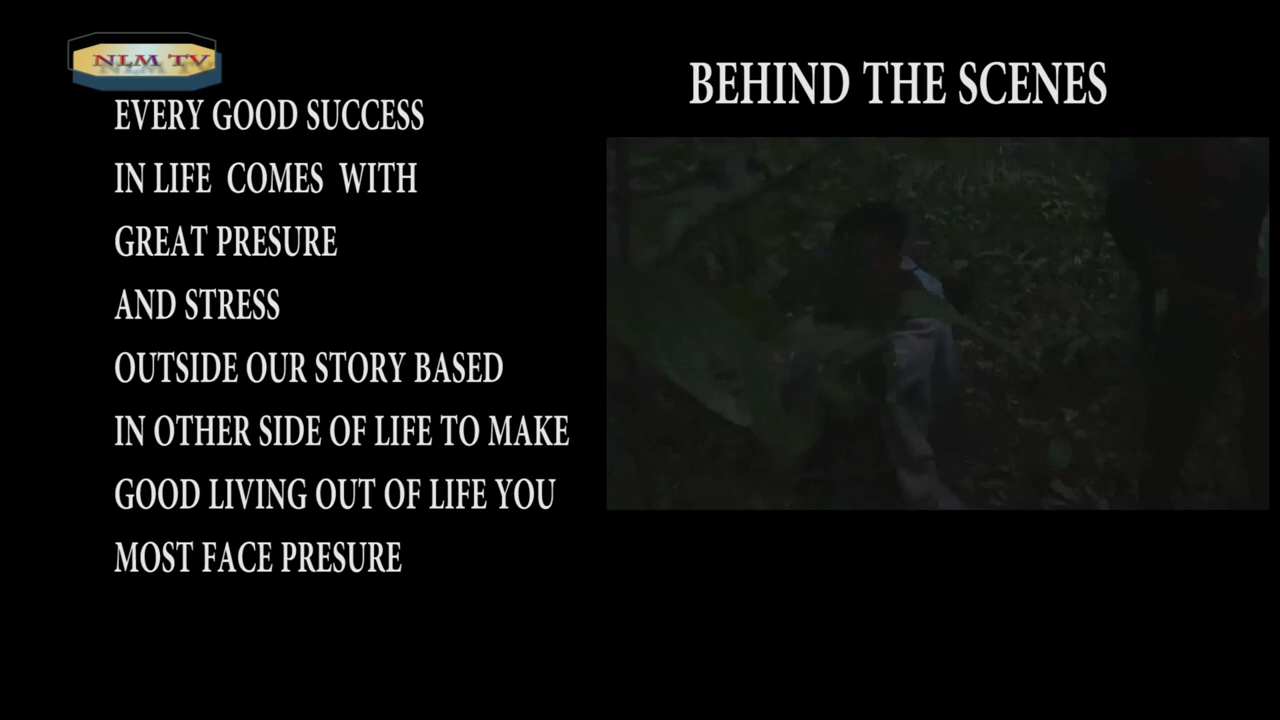 NLM TV
BEHIND THE SCENES
EVERY GOOD SUCCESS
IN LIFE COMES WITH
GREAT PRESURE
AND STRESS
OUTSIDE OUR STORY BASED
IN OTHER SIDE OF LIFE TO MAKE
GOOD LIVING OUT OF LIFE YOU
MOST FACE PRESURE